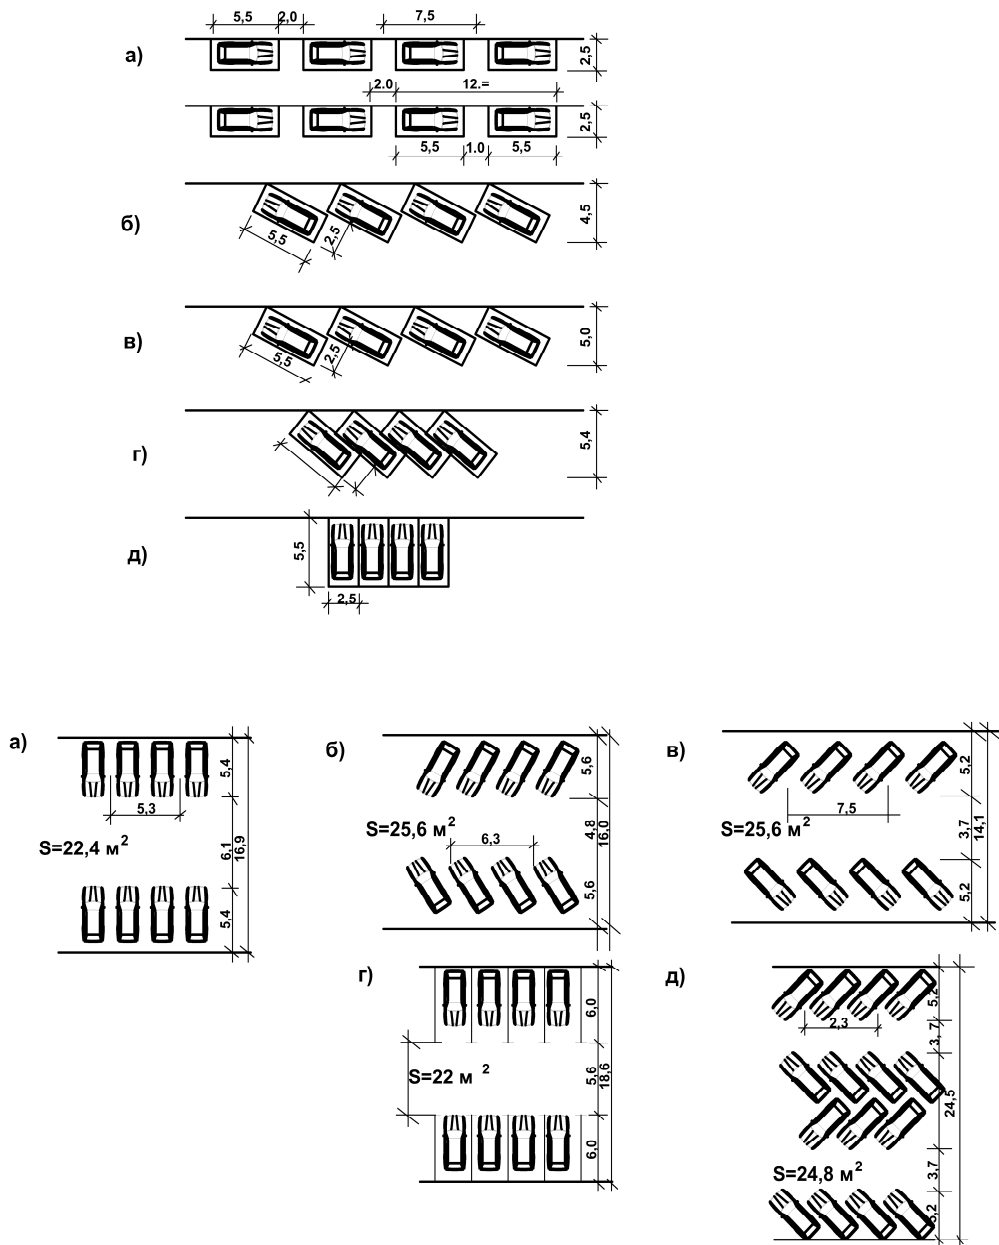 5,5 2,0 7,5
а) 2,5
2.0 12.=
2,5
5,5 1.0 5,5
б) 5,5 2,5 4,5
в) 5,5 2,5 5,0
г) 5,4
д) 5,5
2,5
а) 5,4
5,3
S=22,4 м²
6,1 16,9
5,4
б) 5,6
S=25,6 м²
4,8 16,0
6,3
5,6
в) 5,2
7,5
S=25,6 м²
3,7 14,1
5,2
г) 6,0
S=22 м ²
5,6 18,6
6,0
д) 5,2
2,3
3, 7
24,5
S=24,8 м²
3,7
5,2